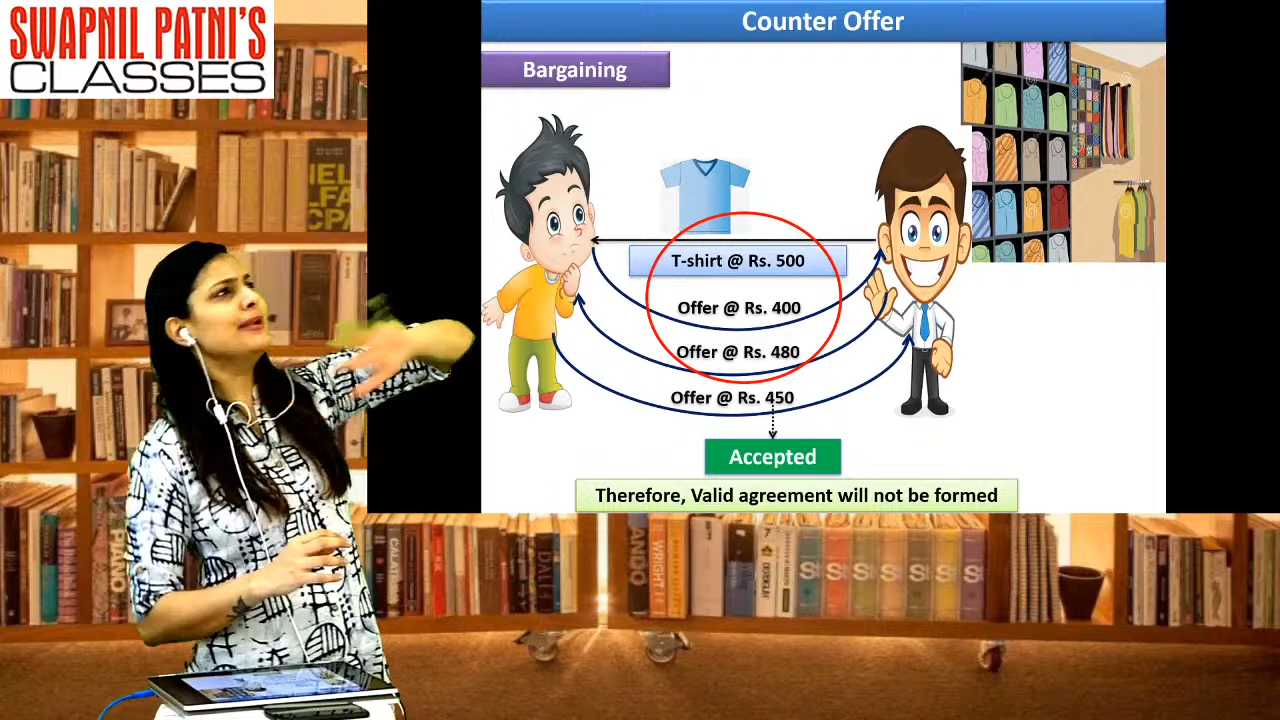 SWAPNIL PATNI'S
CLASSES
Counter Offer
Bargaining
T-shirt @ Rs. 500
Offer @ Rs. 400
Offer @ Rs. 480
Offer @ Rs. 450
Accepted
Therefore, Valid agreement will not be formed